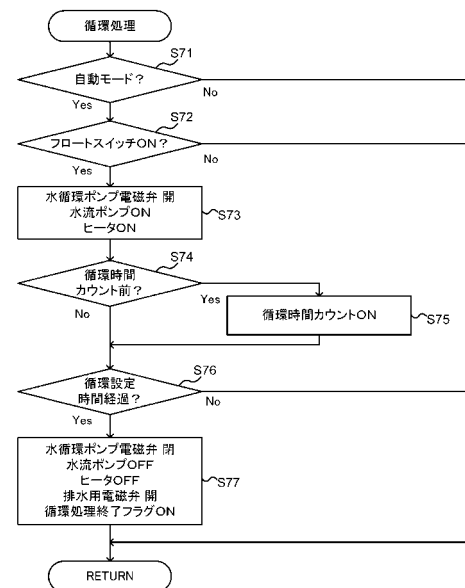 循環処理
S71
自動モード？
Yes
No
S72
フロートスイッチON？
Yes
No
水循環ポンプ電磁弁 開
水流ポンプON
ヒータON
S73
S74
循環時間
カウント前？
Yes
No
循環時間カウントON
S75
S76
循環設定
時間経過？
No
Yes
水循環ポンプ電磁弁 閉
水流ポンプOFF
ヒータOFF
排水用電磁弁 開
循環処理終了フラグON
S77
RETURN